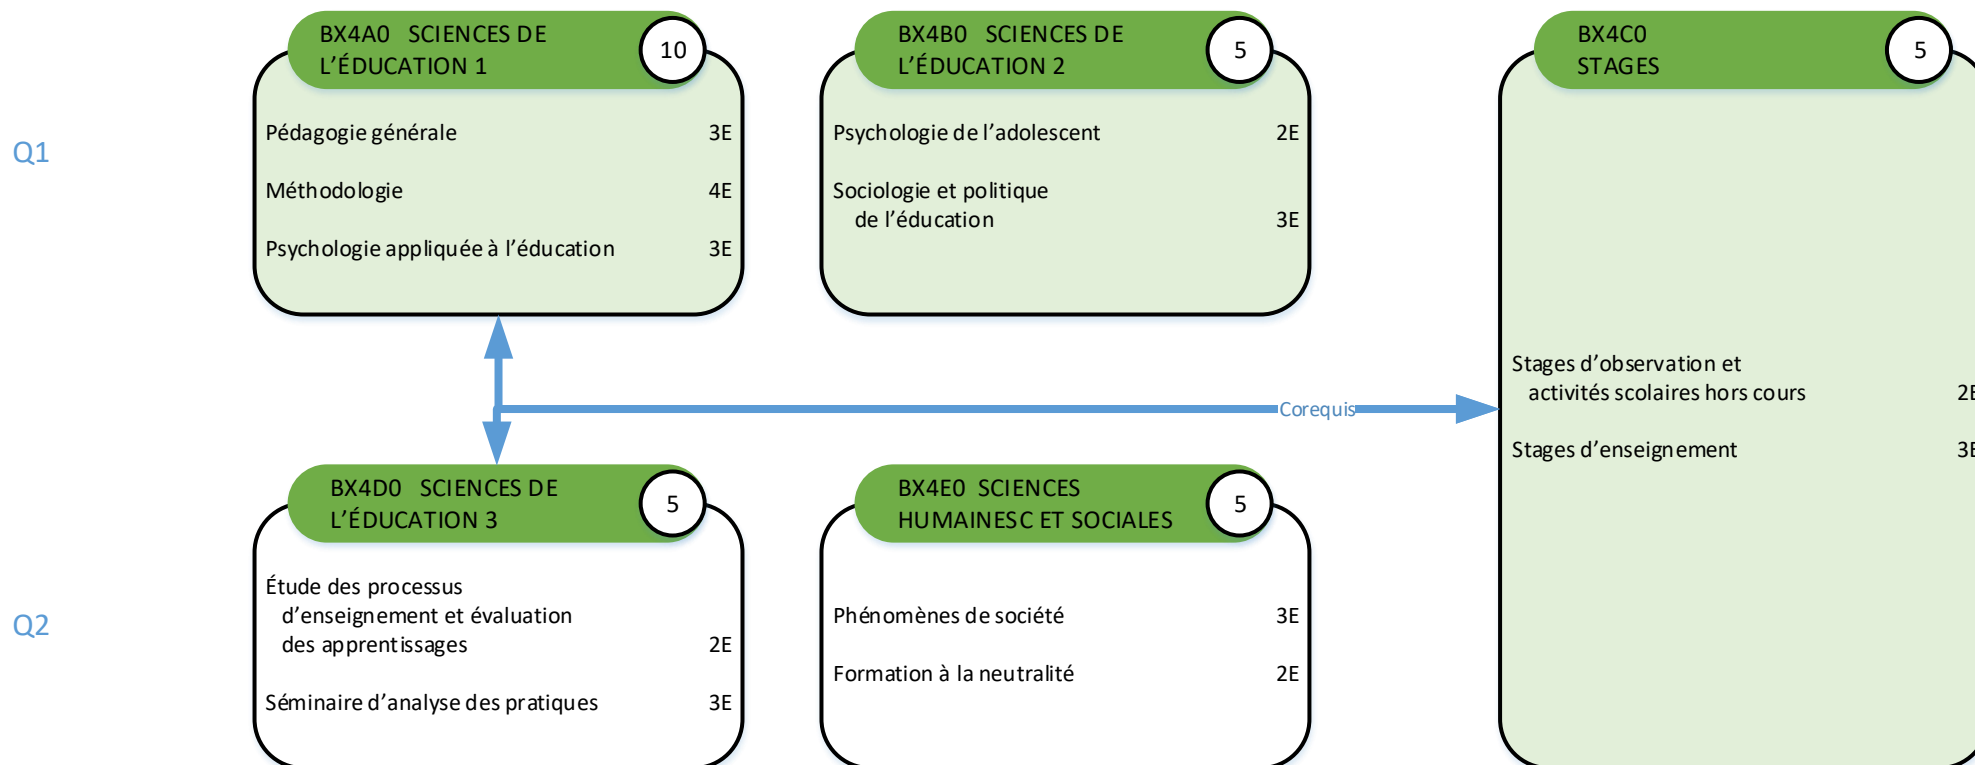 BX4A0 SCIENCES DE
L’ÉDUCATION 1
10
BX4B0 SCIENCES DE
L’ÉDUCATION 2
5
BX4C0
STAGES
5
Q1
Pédagogie générale 3E
Méthodologie 4E
Psychologie appliquée à l’éducation 3E
Psychologie de l’adolescent 2E
Sociologie et politique
de l’éducation 3E
Stages d’observation et
activités scolaires hors cours 2E
Stages d’enseignement 3E
Corequis
BX4D0 SCIENCES DE
L’ÉDUCATION 3
5
BX4E0 SCIENCES
HUMAINESC ET SOCIALES
5
Q2
Étude des processus
d’enseignement et évaluation
des apprentissages 2E
Séminaire d’analyse des pratiques 3E
Phénomènes de société 3E
Formation à la neutralité 2E